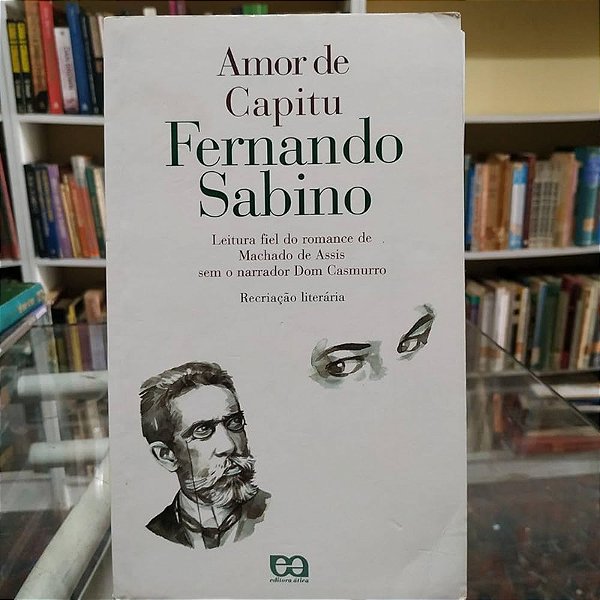 Amor de
Capitu
Fernando
Sabino
Leitura fiel do romance de
Machado de Assis
sem o narrador Dom Casmurro
Recriação literária
editora ática